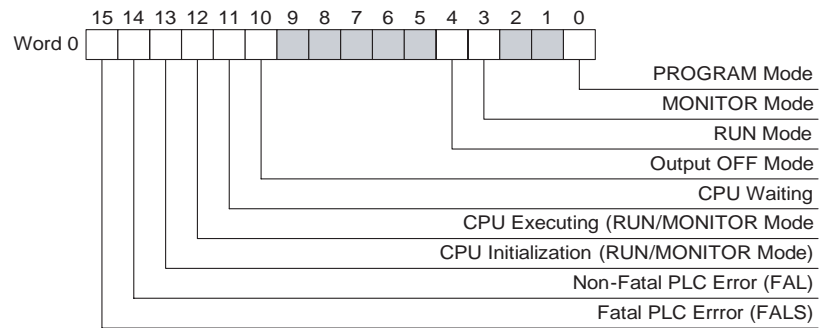 15 14 13 12 11 10 9 8 7 6 5 4 3 2 1 0
Word 0
PROGRAM Mode
MONITOR Mode
RUN Mode
Output OFF Mode
CPU Waiting
CPU Executing (RUN/MONITOR Mode
CPU Initialization (RUN/MONITOR Mode)
Non-Fatal PLC Error (FAL)
Fatal PLC Errror (FALS)